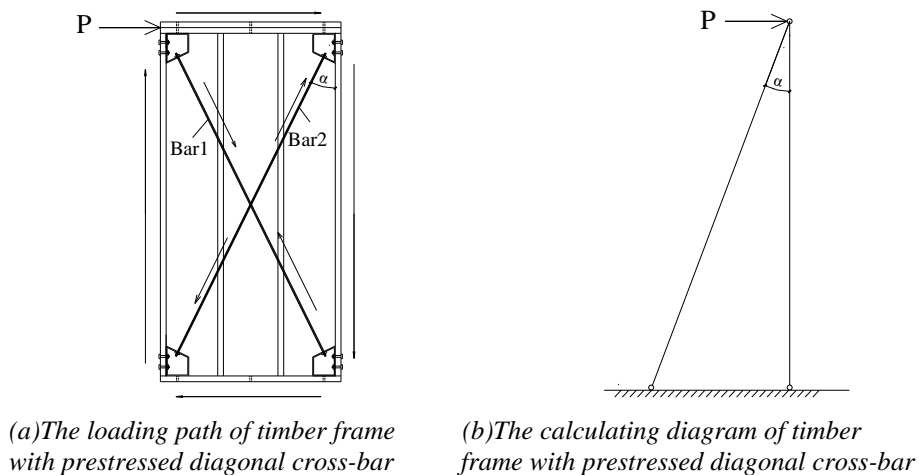 P
α
Bar1
Bar2
(a)The loading path of timber frame
with prestressed diagonal cross-bar
P
α
(b)The calculating diagram of timber
frame with prestressed diagonal cross-bar